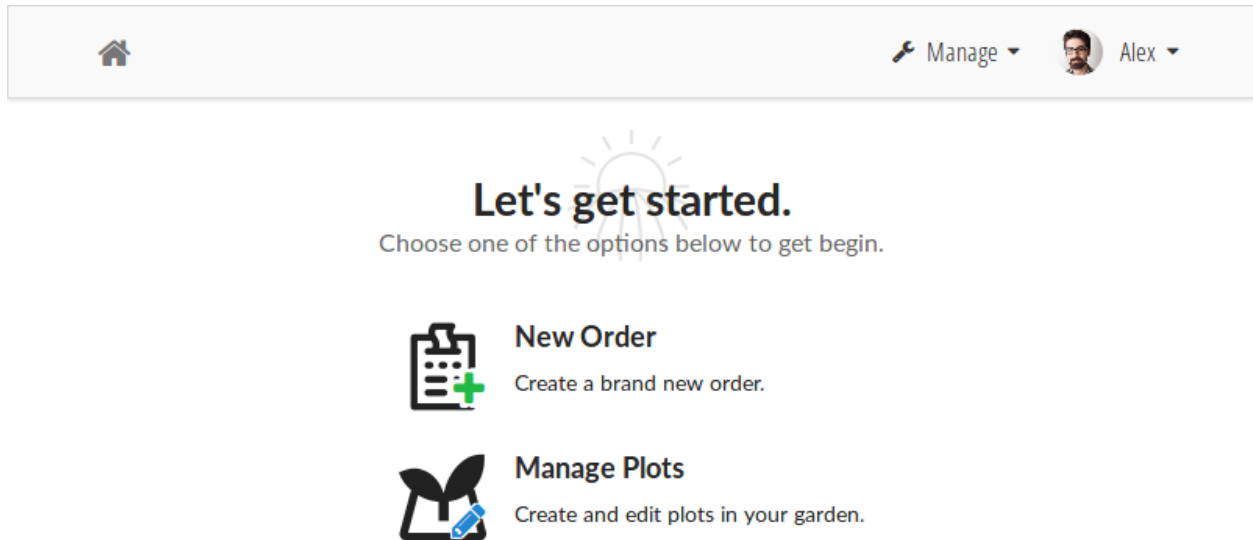 Manage Alex
Let's get started.
Choose one of the options below to get begin.
New Order
Create a brand new order.
Manage Plots
Create and edit plots in your garden.